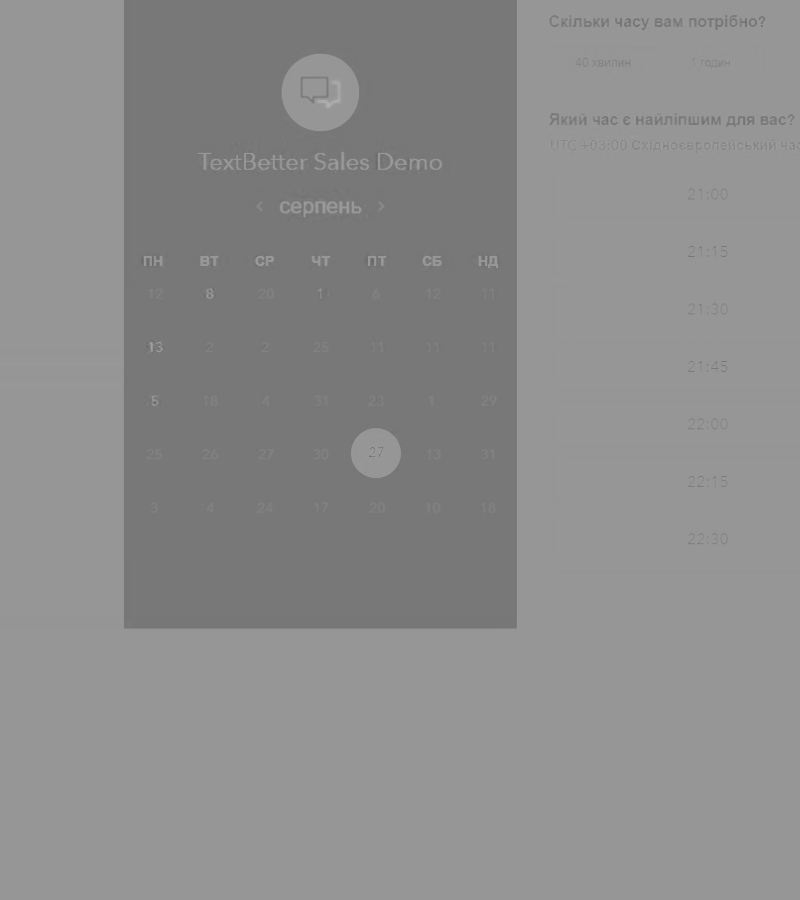 TextBetter Sales Demo
‹ серпень ›
ПН ВТ СР ЧТ ПТ СБ НД
12 8 20 1 6 12 11
13 2 2 25 11 11 11
5 18 4 31 23 1 29
25 26 27 30 27 13 31
3 4 24 17 20 10 18
Скільки часу вам потрібно?
40 хвилин 1 годин
Який час є найліпшим для вас?
UTC +03:00 Східноєвропейський час
21:00
21:15
21:30
21:45
22:00
22:15
22:30